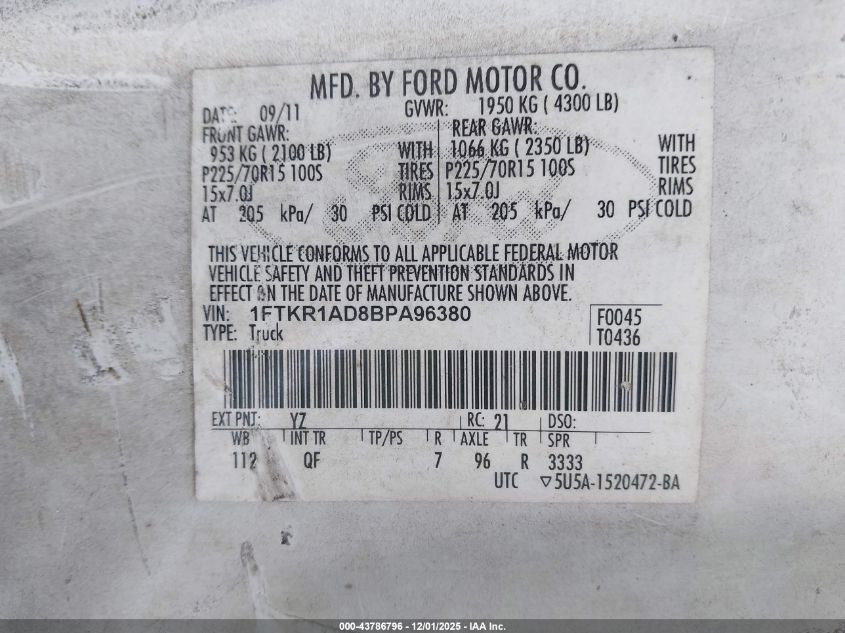 MFD. BY FORD MOTOR CO.
DATE: 09/11 GVWR: 1950 KG ( 4300 LB)
FRONT GAWR: REAR GAWR:
953 KG ( 2100 LB) WITH 1066 KG ( 2350 LB) WITH
P225/70R15 100S TIRES P225/70R15 100S TIRES
15x7.0J RIMS 15x7.0J RIMS
AT 205 kPa/ 30 PSI COLD AT 205 kPa/ 30 PSI COLD
THIS VEHICLE CONFORMS TO ALL APPLICABLE FEDERAL MOTOR
VEHICLE SAFETY AND THEFT PREVENTION STANDARDS IN
EFFECT ON THE DATE OF MANUFACTURE SHOWN ABOVE.
VIN: 1FTKR1AD8BPA96380 F0045
TYPE: Truck T0436
EXT PNT: YZ RC: 21 DSO:
WB INT TR TP/PS R AXLE TR SPR
112 QF 7 96 R 3333
UTC ▽5U5A-1520472-BA
000-43786796 - 12/01/2025 - IAA Inc.